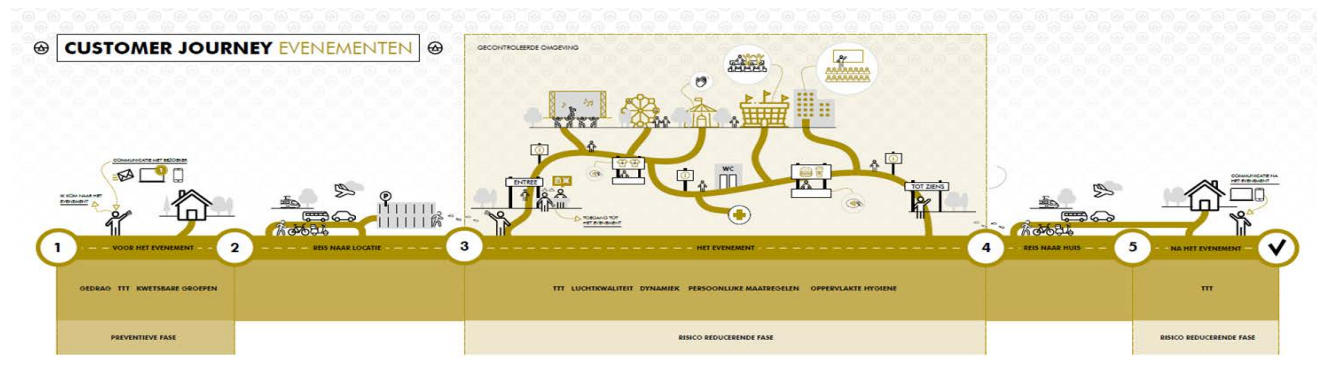 CUSTOMER JOURNEY EVENEMENTEN
GECONTROLEERDE OMGEVING
COMMUNICATIE MET BEZOEKER
1
IK KOM NAAR HET
EVENEMENT
P
ENTREE
TOEGANG TOT
HET EVENEMENT
WC
TOT ZIENS
COMMUNICATIE NA
HET EVENEMENT
1 VOOR HET EVENEMENT 2 REIS NAAR LOCATIE 3 HET EVENEMENT 4 REIS NAAR HUIS 5 NA HET EVENEMENT
GEDRAG TTT KWETSBARE GROEPEN
TTT LUCHTKWALITEIT DYNAMIEK PERSOONLIJKE MAATREGELEN OPPERVLAKTE HYGIENE
TTT
PREVENTIEVE FASE
RISICO REDUCERENDE FASE
RISICO REDUCERENDE FASE